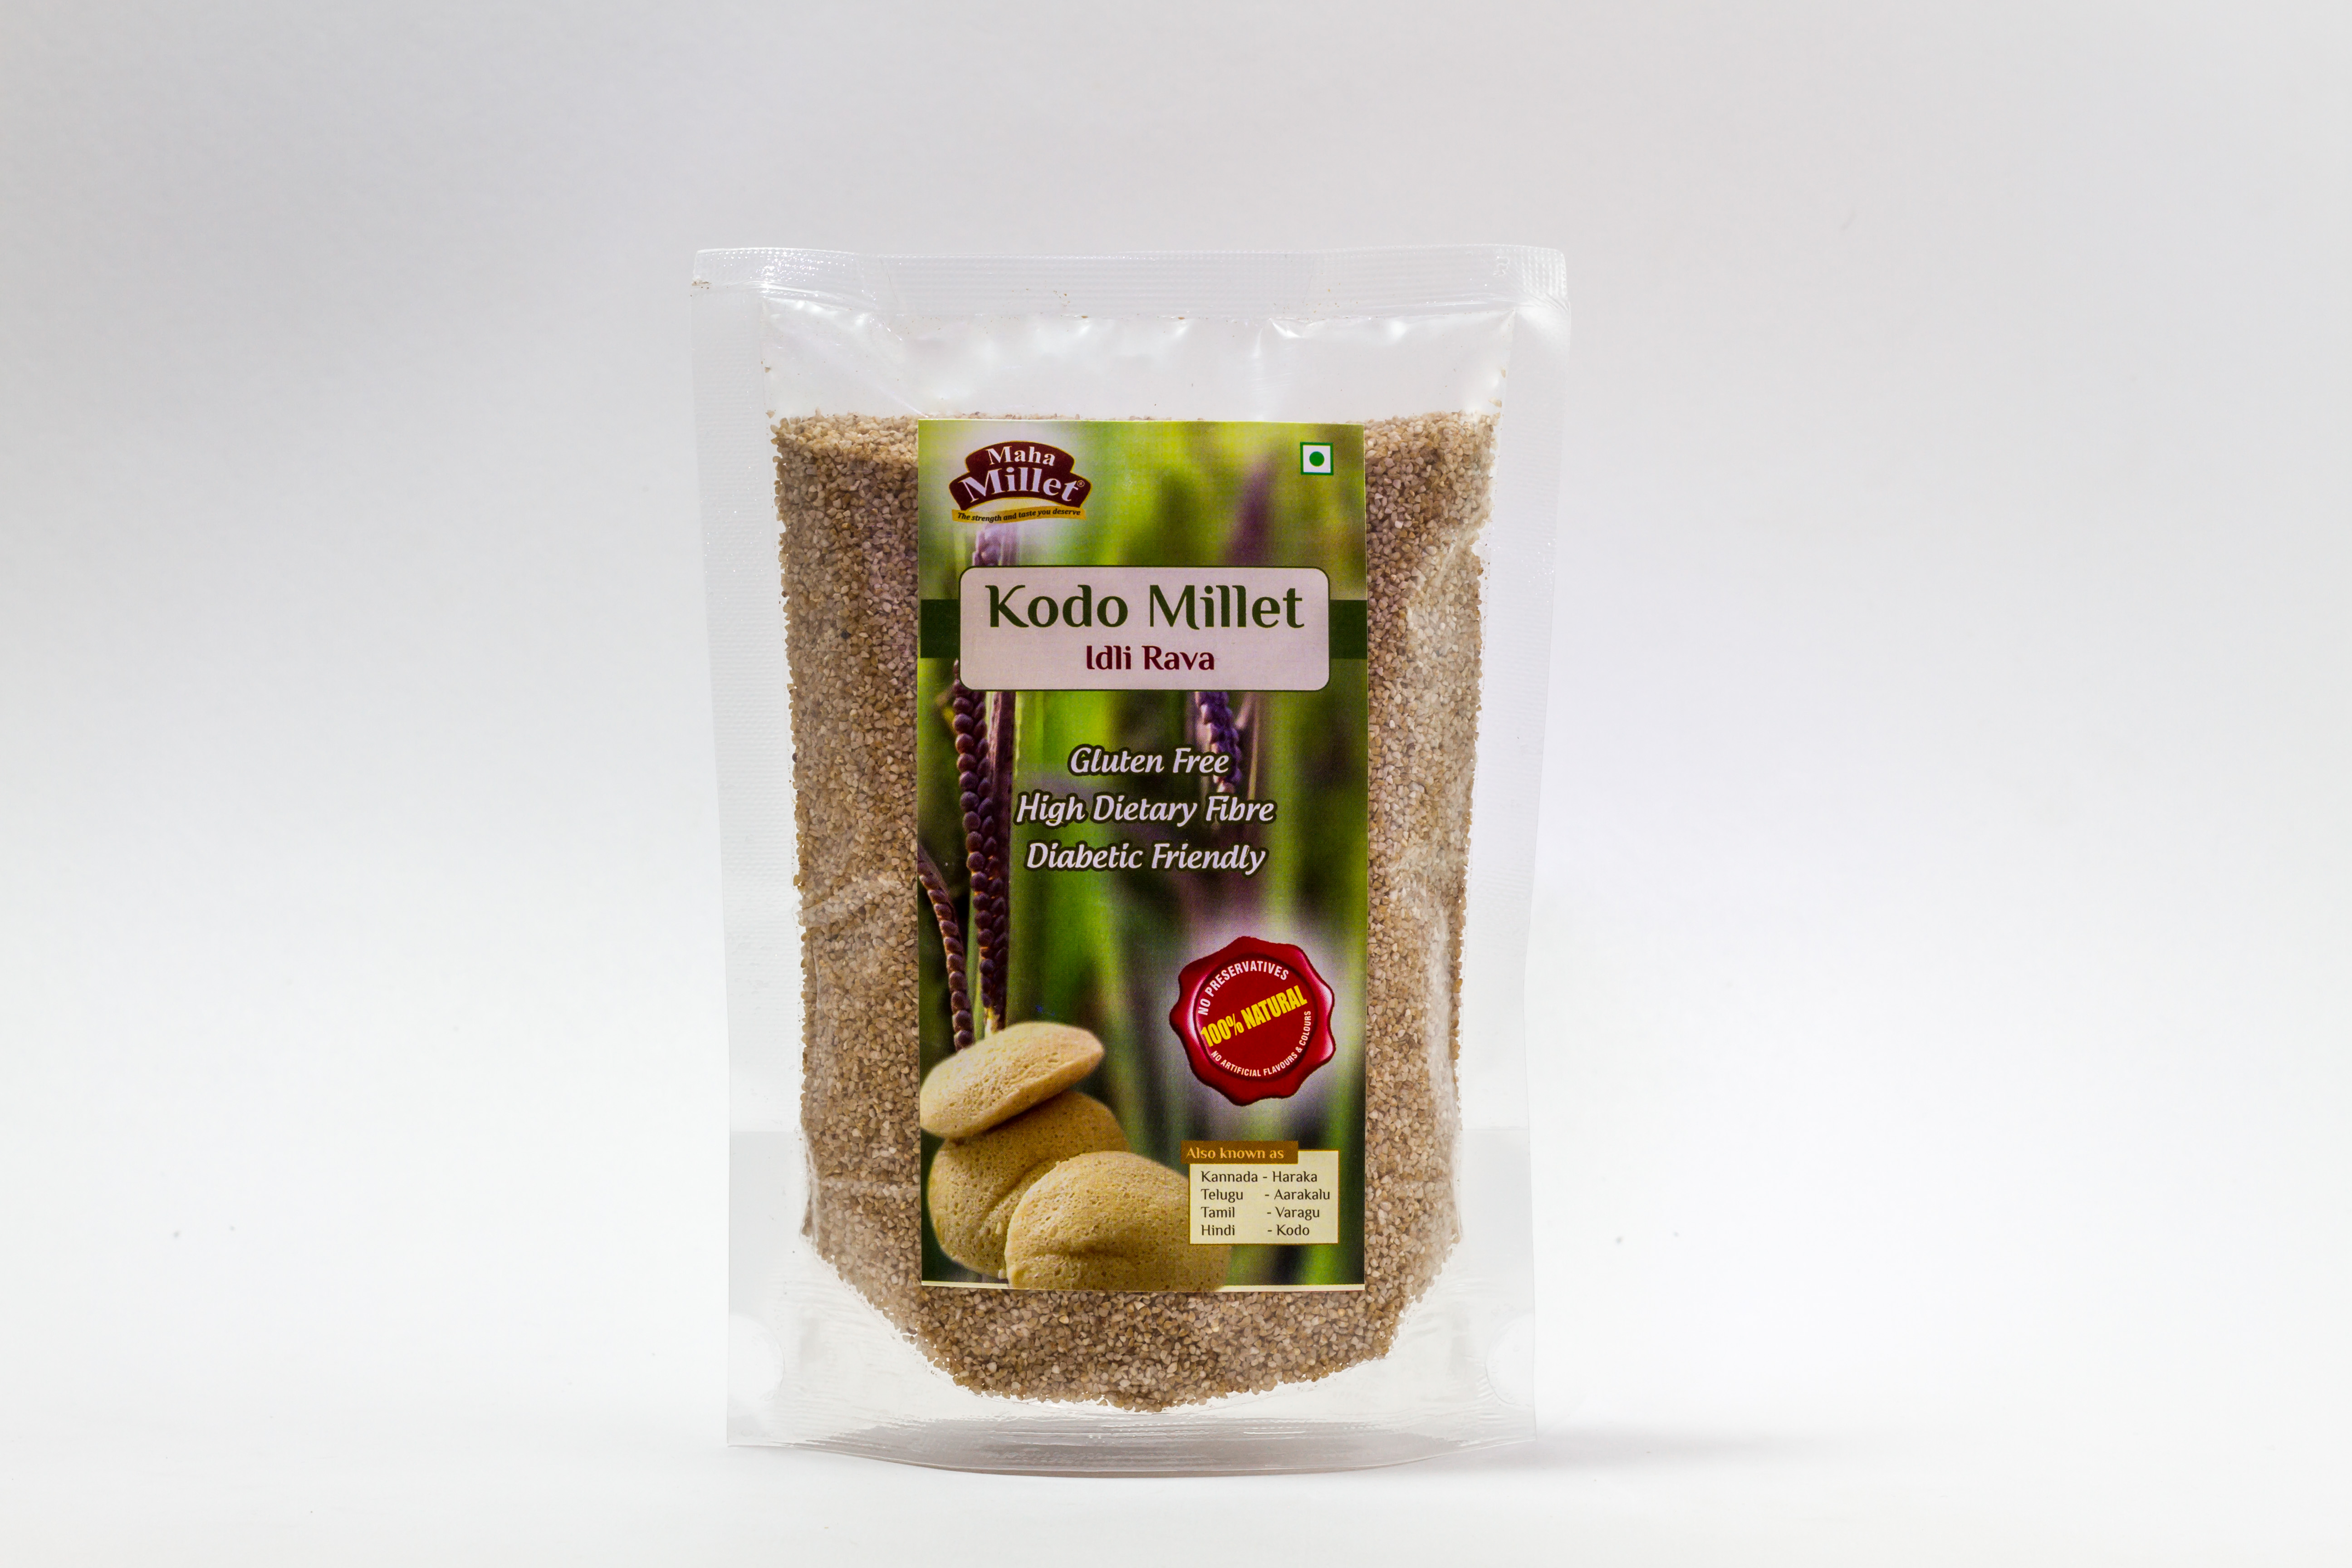 Maha
Millet®
The strength and taste you deserve
Kodo Millet
Idli Rava
Gluten Free
High Dietary Fibre
Diabetic Friendly
NO PRESERVATIVES
100% NATURAL
NO ARTIFICIAL FLAVOURS & COLOURS
Also known as
Kannada - Haraka
Telugu - Aarakalu
Tamil - Varagu
Hindi - Kodo